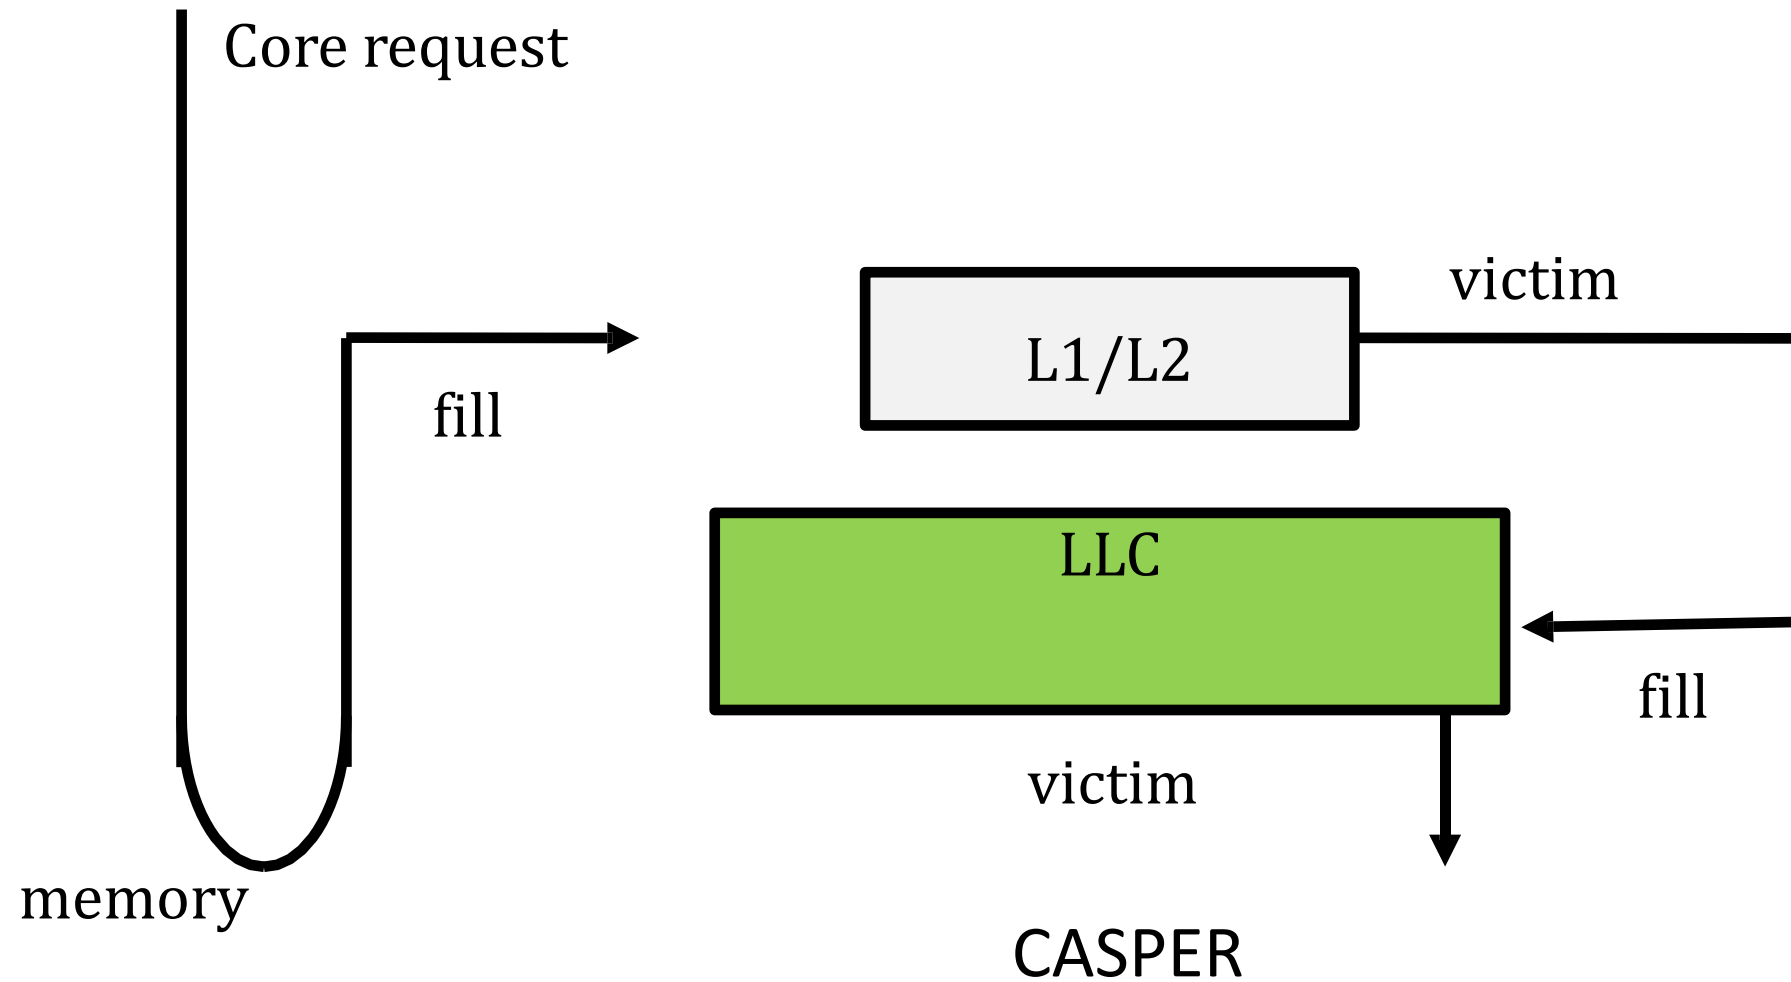 Core request
victim
L1/L2
fill
LLC
fill
victim
memory
CASPER